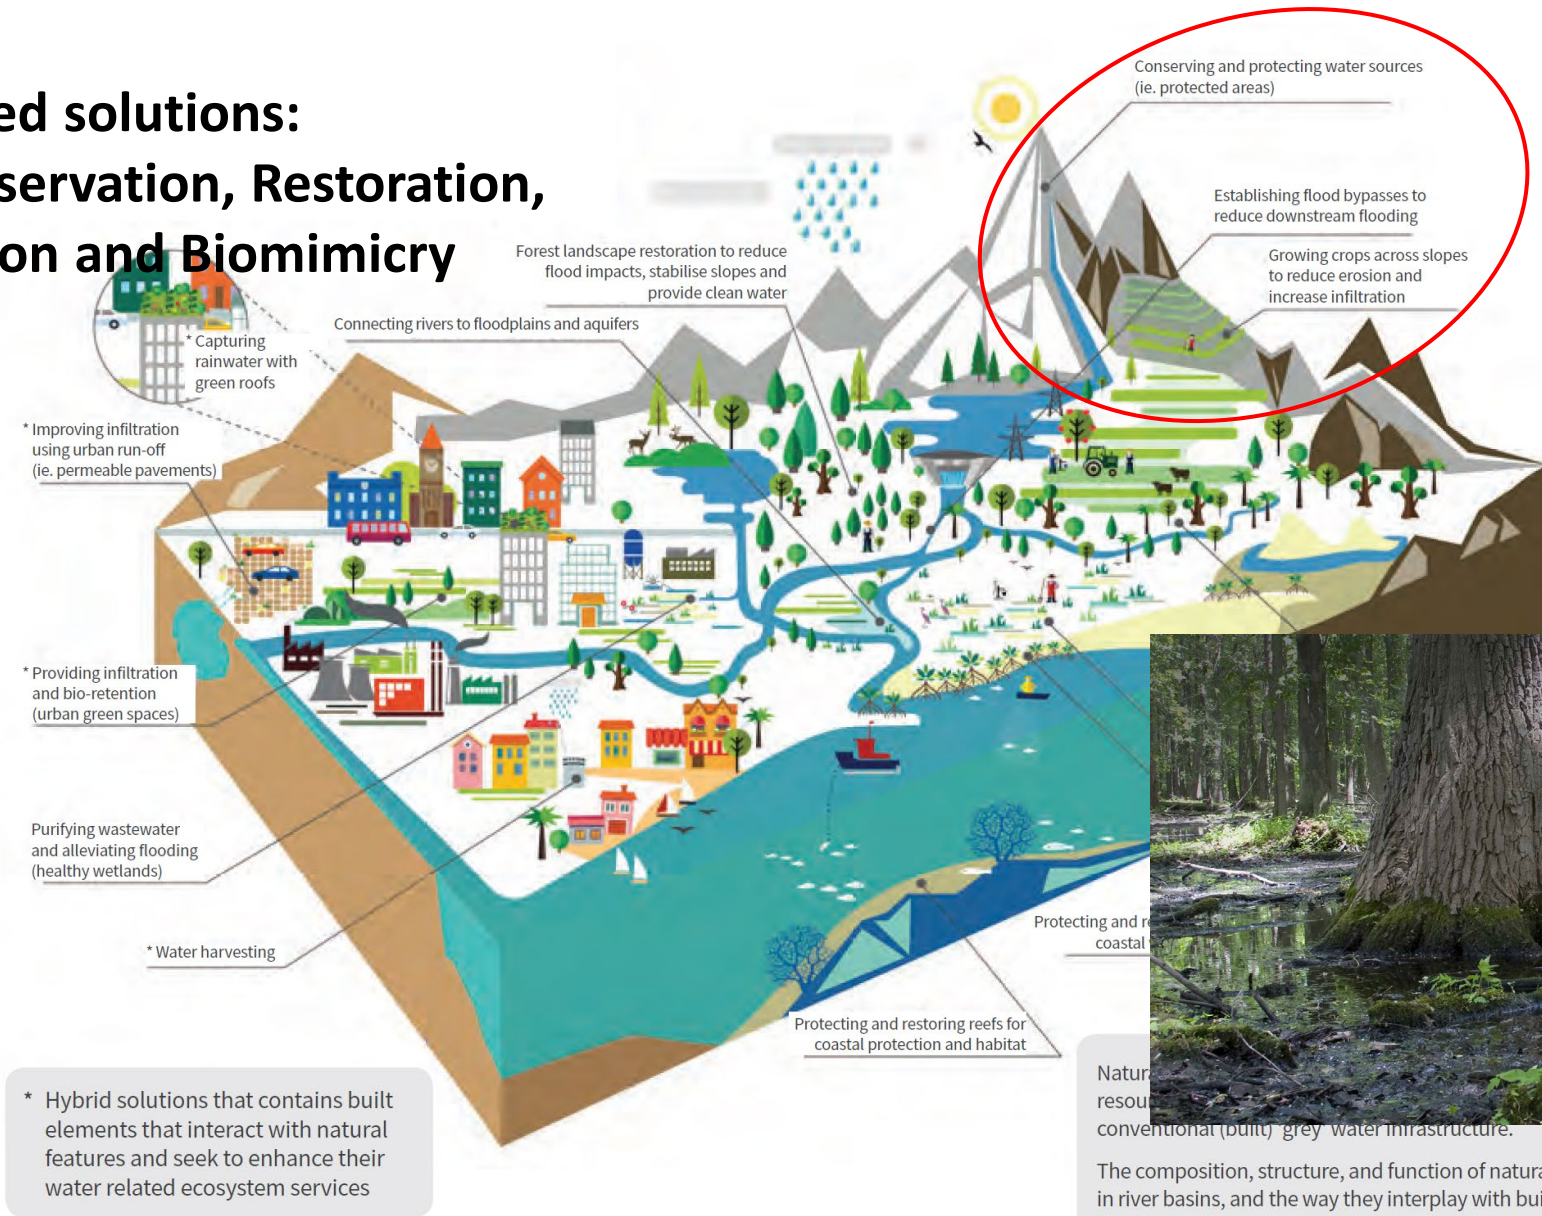 ed solutions:
servation, Restoration,
on and Biomimicry
Conserving and protecting water sources
(ie. protected areas)
Establishing flood bypasses to
reduce downstream flooding
Growing crops across slopes
to reduce erosion and
increase infiltration
Forest landscape restoration to reduce
flood impacts, stabilise slopes and
provide clean water
Connecting rivers to floodplains and aquifers
* Capturing
rainwater with
green roofs
* Improving infiltration
using urban run-off
(ie. permeable pavements)
* Providing infiltration
and bio-retention
(urban green spaces)
Purifying wastewater
and alleviating flooding
(healthy wetlands)
* Water harvesting
Protecting and re
coastal
Protecting and restoring reefs for
coastal protection and habitat
* Hybrid solutions that contains built
elements that interact with natural
features and seek to enhance their
water related ecosystem services
Natura
resour
conventional (built) 'grey' water infrastructure.
The composition, structure, and function of natura
in river basins, and the way they interplay with bui